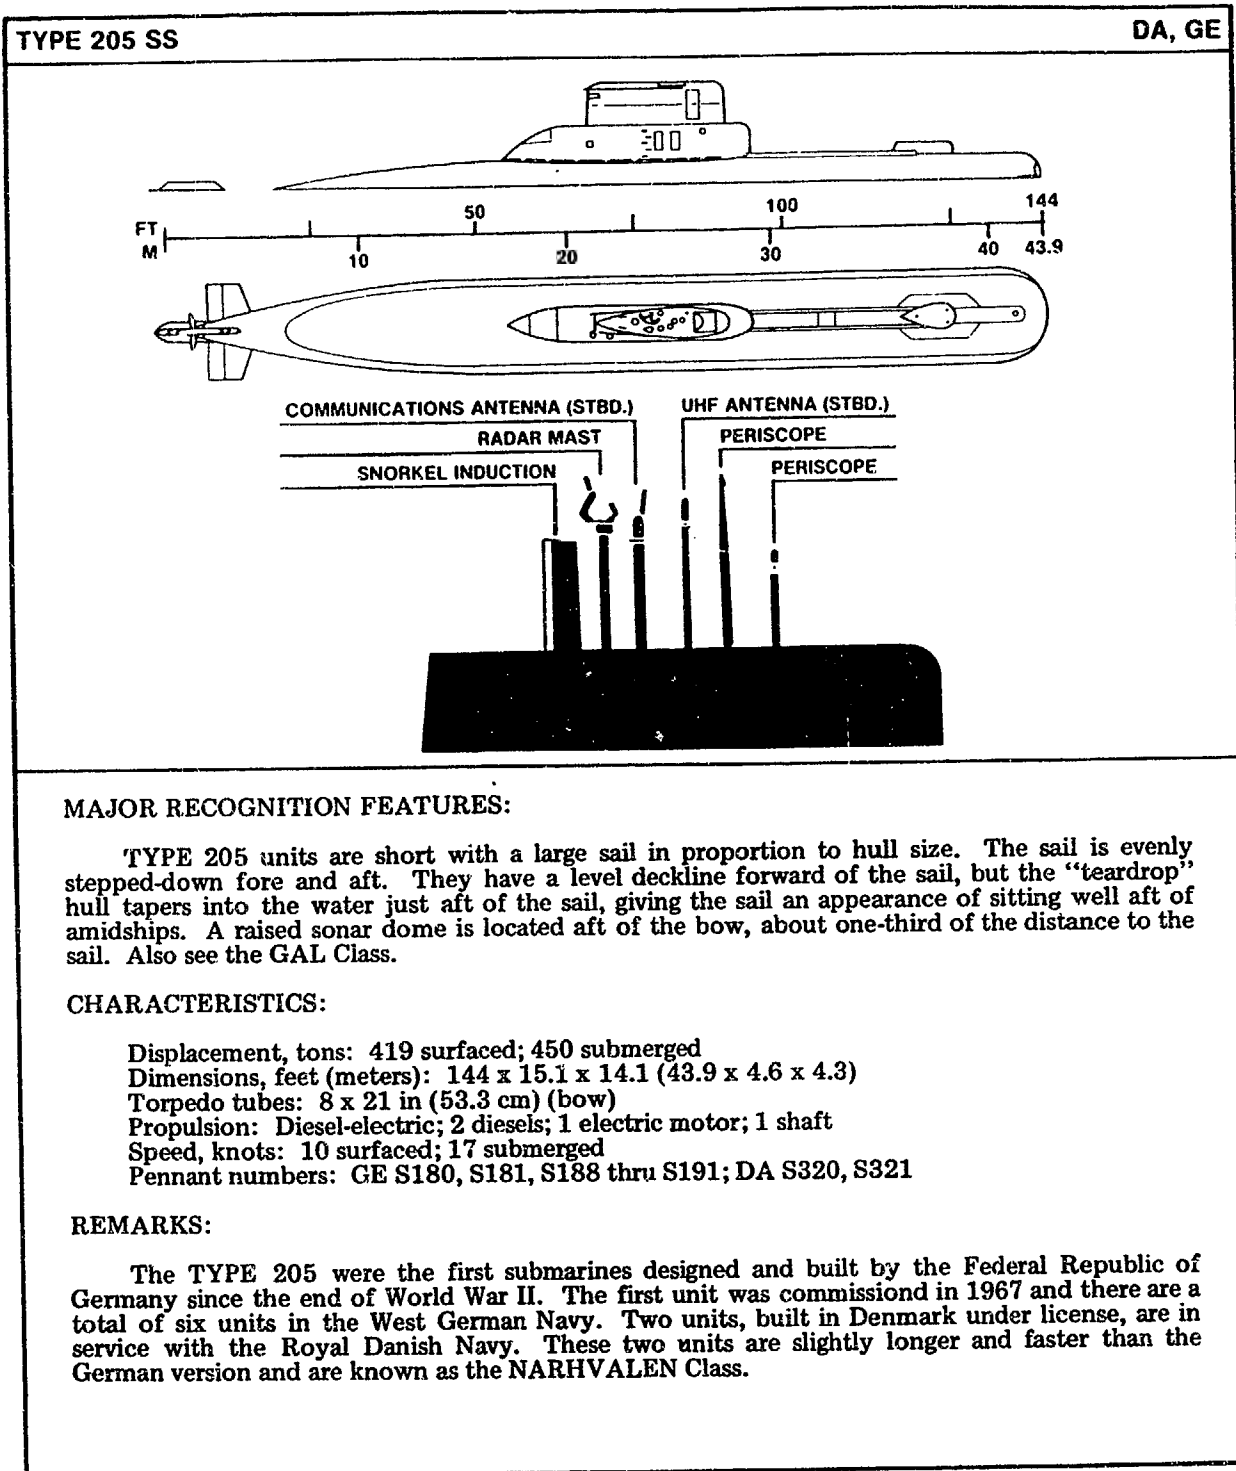 TYPE 205 SS
DA, GE
50
100
144
FT
M
10
20
30
40
43.9
COMMUNICATIONS ANTENNA (STBD.)
UHF ANTENNA (STBD.)
RADAR MAST
PERISCOPE
SNORKEL INDUCTION
PERISCOPE
MAJOR RECOGNITION FEATURES:
TYPE 205 units are short with a large sail in proportion to hull size. The sail is evenly
stepped-down fore and aft. They have a level deckline forward of the sail, but the “teardrop”
hull tapers into the water just aft of the sail, giving the sail an appearance of sitting well aft of
amidships. A raised sonar dome is located aft of the bow, about one-third of the distance to the
sail. Also see the GAL Class.
CHARACTERISTICS:
Displacement, tons: 419 surfaced; 450 submerged
Dimensions, feet (meters): 144 x 15.1 x 14.1 (43.9 x 4.6 x 4.3)
Torpedo tubes: 8 x 21 in (53.3 cm) (bow)
Propulsion: Diesel-electric; 2 diesels; 1 electric motor; 1 shaft
Speed, knots: 10 surfaced; 17 submerged
Pennant numbers: GE S180, S181, S188 thru S191; DA S320, S321
REMARKS:
The TYPE 205 were the first submarines designed and built by the Federal Republic of
Germany since the end of World War II. The first unit was commissiond in 1967 and there are a
total of six units in the West German Navy. Two units, built in Denmark under license, are in
service with the Royal Danish Navy. These two units are slightly longer and faster than the
German version and are known as the NARHVALEN Class.